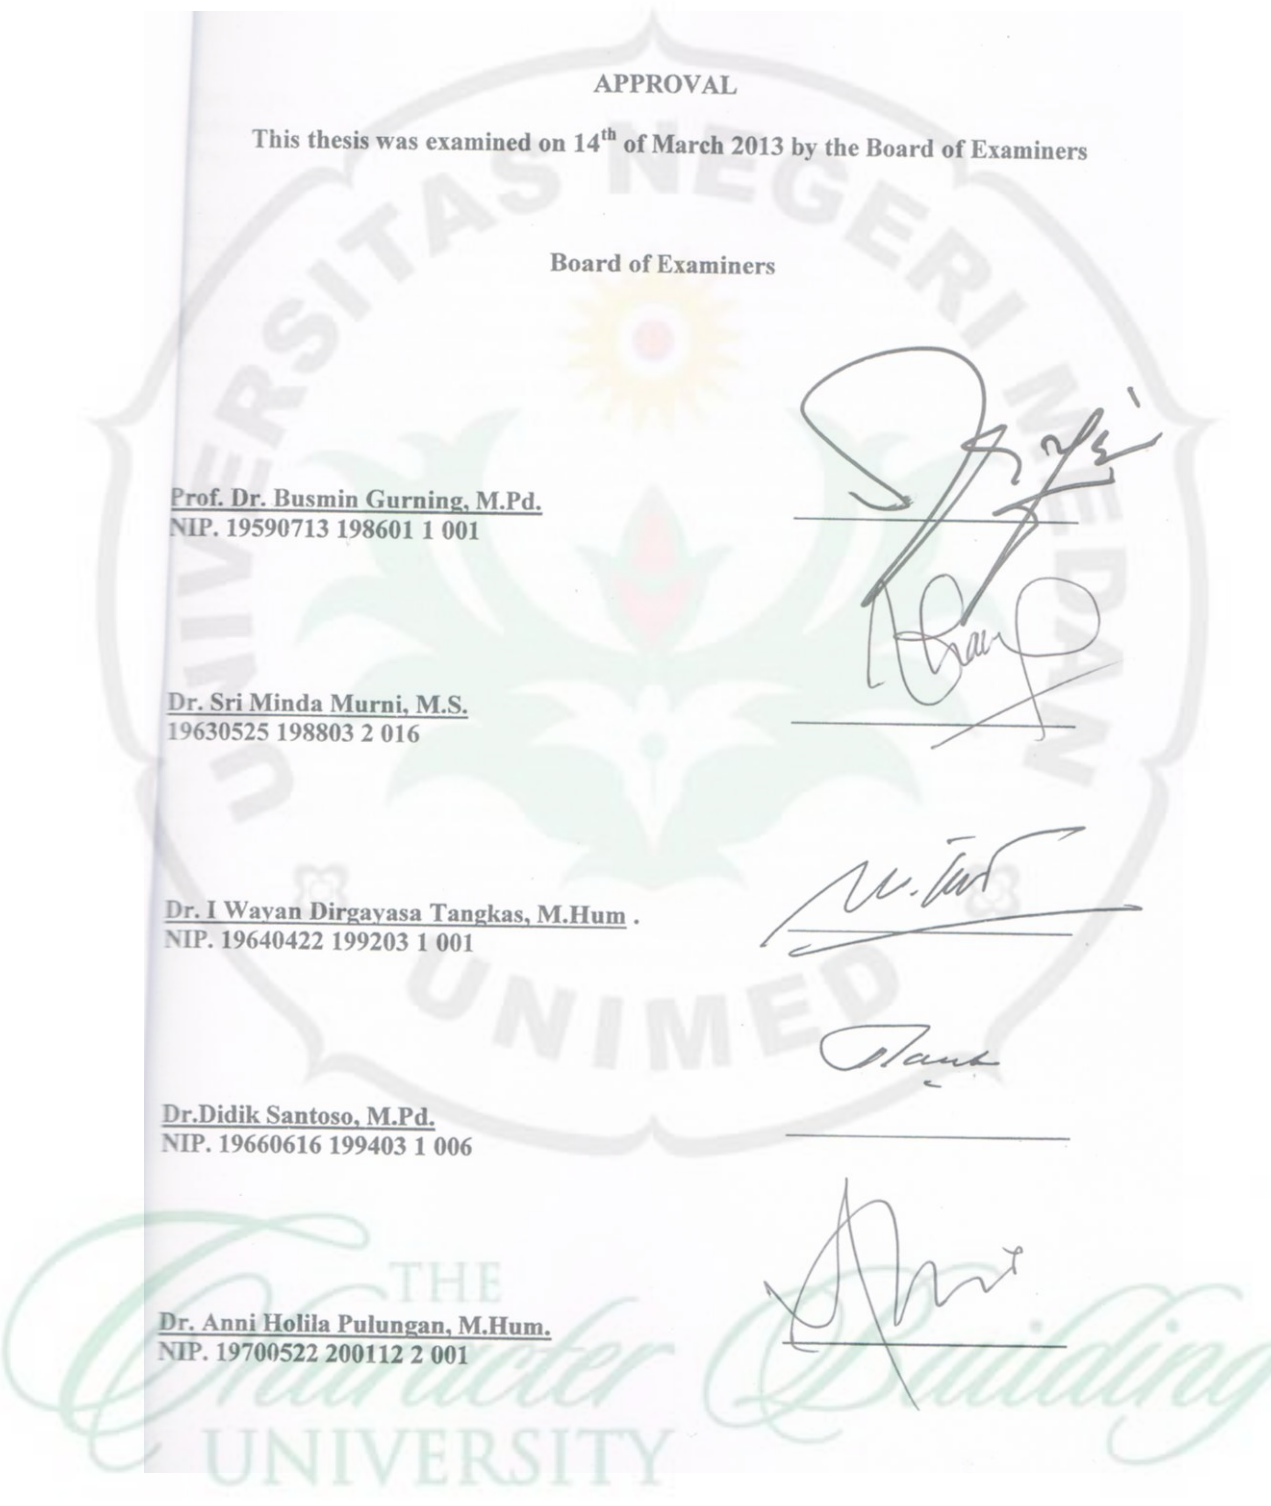 APPROVAL
This thesis was examined on 14th of March 2013 by the Board of Examiners
Board of Examiners
Prof. Dr. Busmin Gurning, M.Pd.
NIP. 19590713 198601 1 001
Dr. Sri Minda Murni, M.S.
19630525 198803 2 016
Dr. I Wayan Dirgayasa Tangkas, M.Hum .
NIP. 19640422 199203 1 001
Dr.Didik Santoso, M.Pd.
NIP. 19660616 199403 1 006
Dr. Anni Holila Pulungan, M.Hum.
NIP. 19700522 200112 2 001
UNIVERSITAS NEGERI MEDAN
UNIMED
THE
Character Building
UNIVERSITY